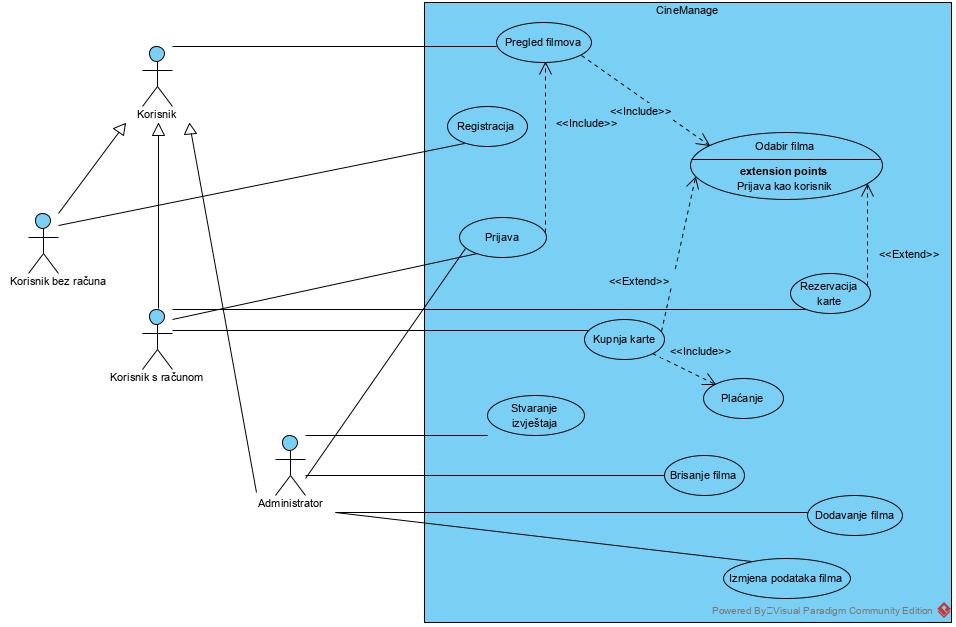 CineManage
Pregled filmova
Korisnik
<<Include>>
<<Include>>
Registracija
Odabir filma
extension points
Prijava kao korisnik
Prijava
Korisnik bez računa
<<Extend>>
<<Extend>>
Rezervacija
karte
Kupnja karte
<<Include>>
Korisnik s računom
Plaćanje
Stvaranje
izvještaja
Brisanje filma
Administrator
Dodavanje filma
Izmjena podataka filma
Powered By Visual Paradigm Community Edition